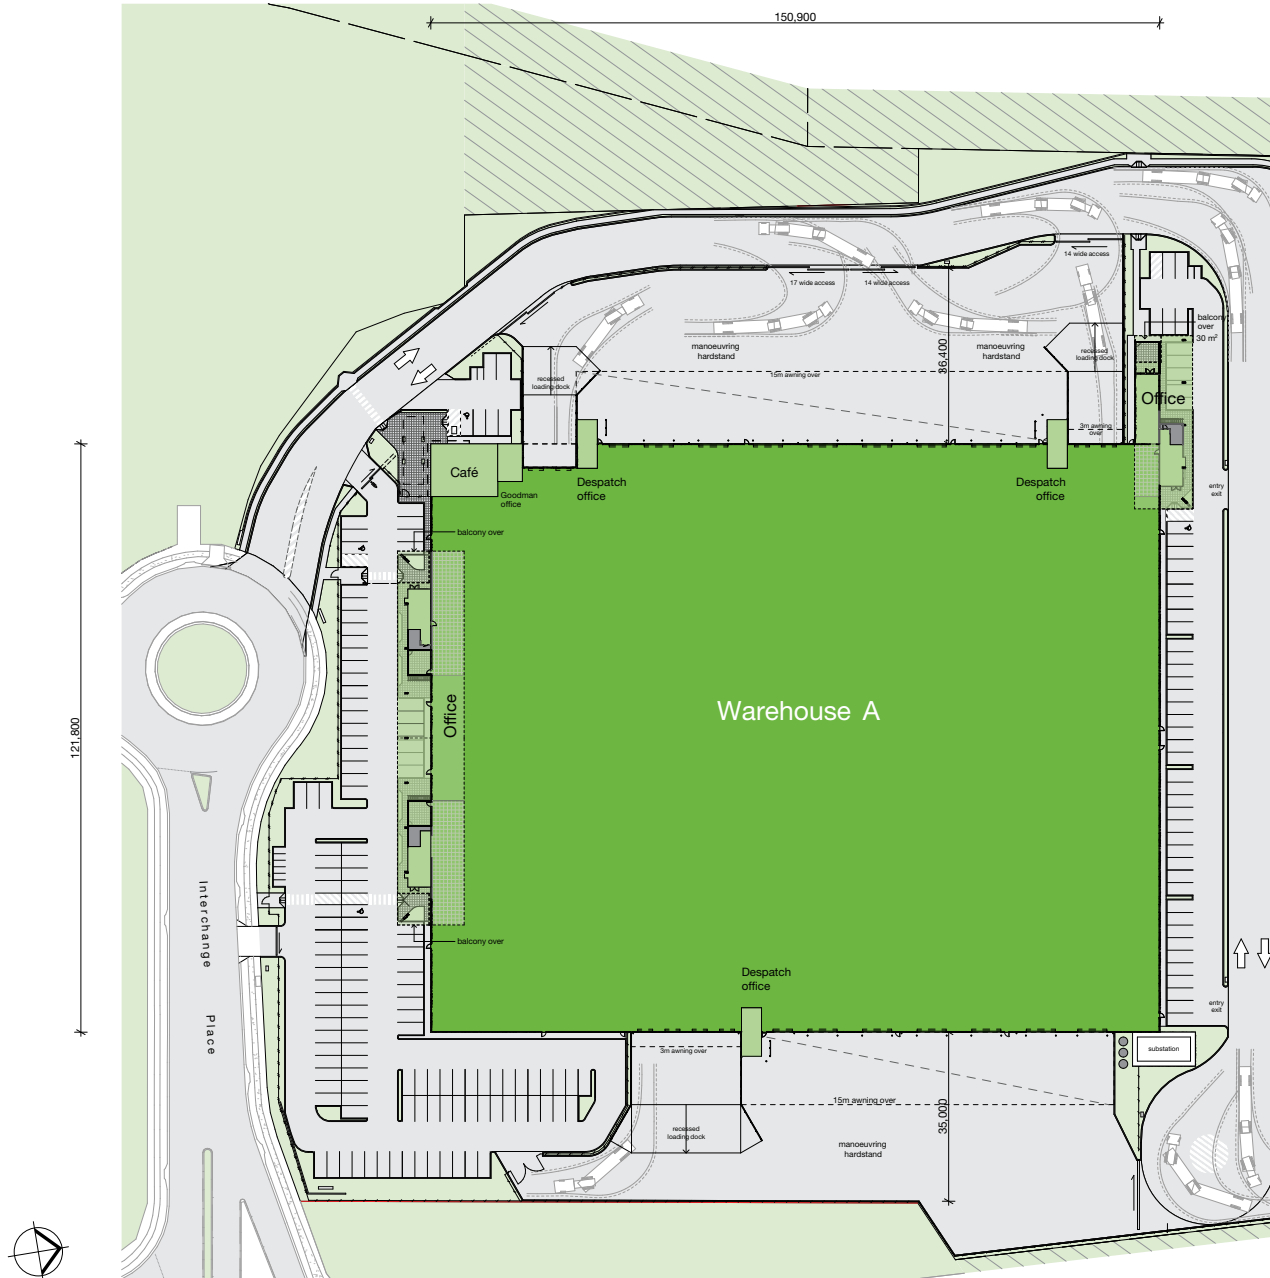 150,900
14 wide access
17 wide access
14 wide access
balcony
over
30 m²
manoeuvring
hardstand
manoeuvring
hardstand
36,400
recessed
loading dock
15m awning over
recessed
loading dock
Office
3m awning
over
Café
Goodman
office
Despatch
office
Despatch
office
entry
exit
balcony over
Office
Warehouse A
121,800
Interchange Place
balcony over
Despatch
office
entry
exit
3m awning over
substation
15m awning over
35,000
recessed
loading dock
manoeuvring
hardstand